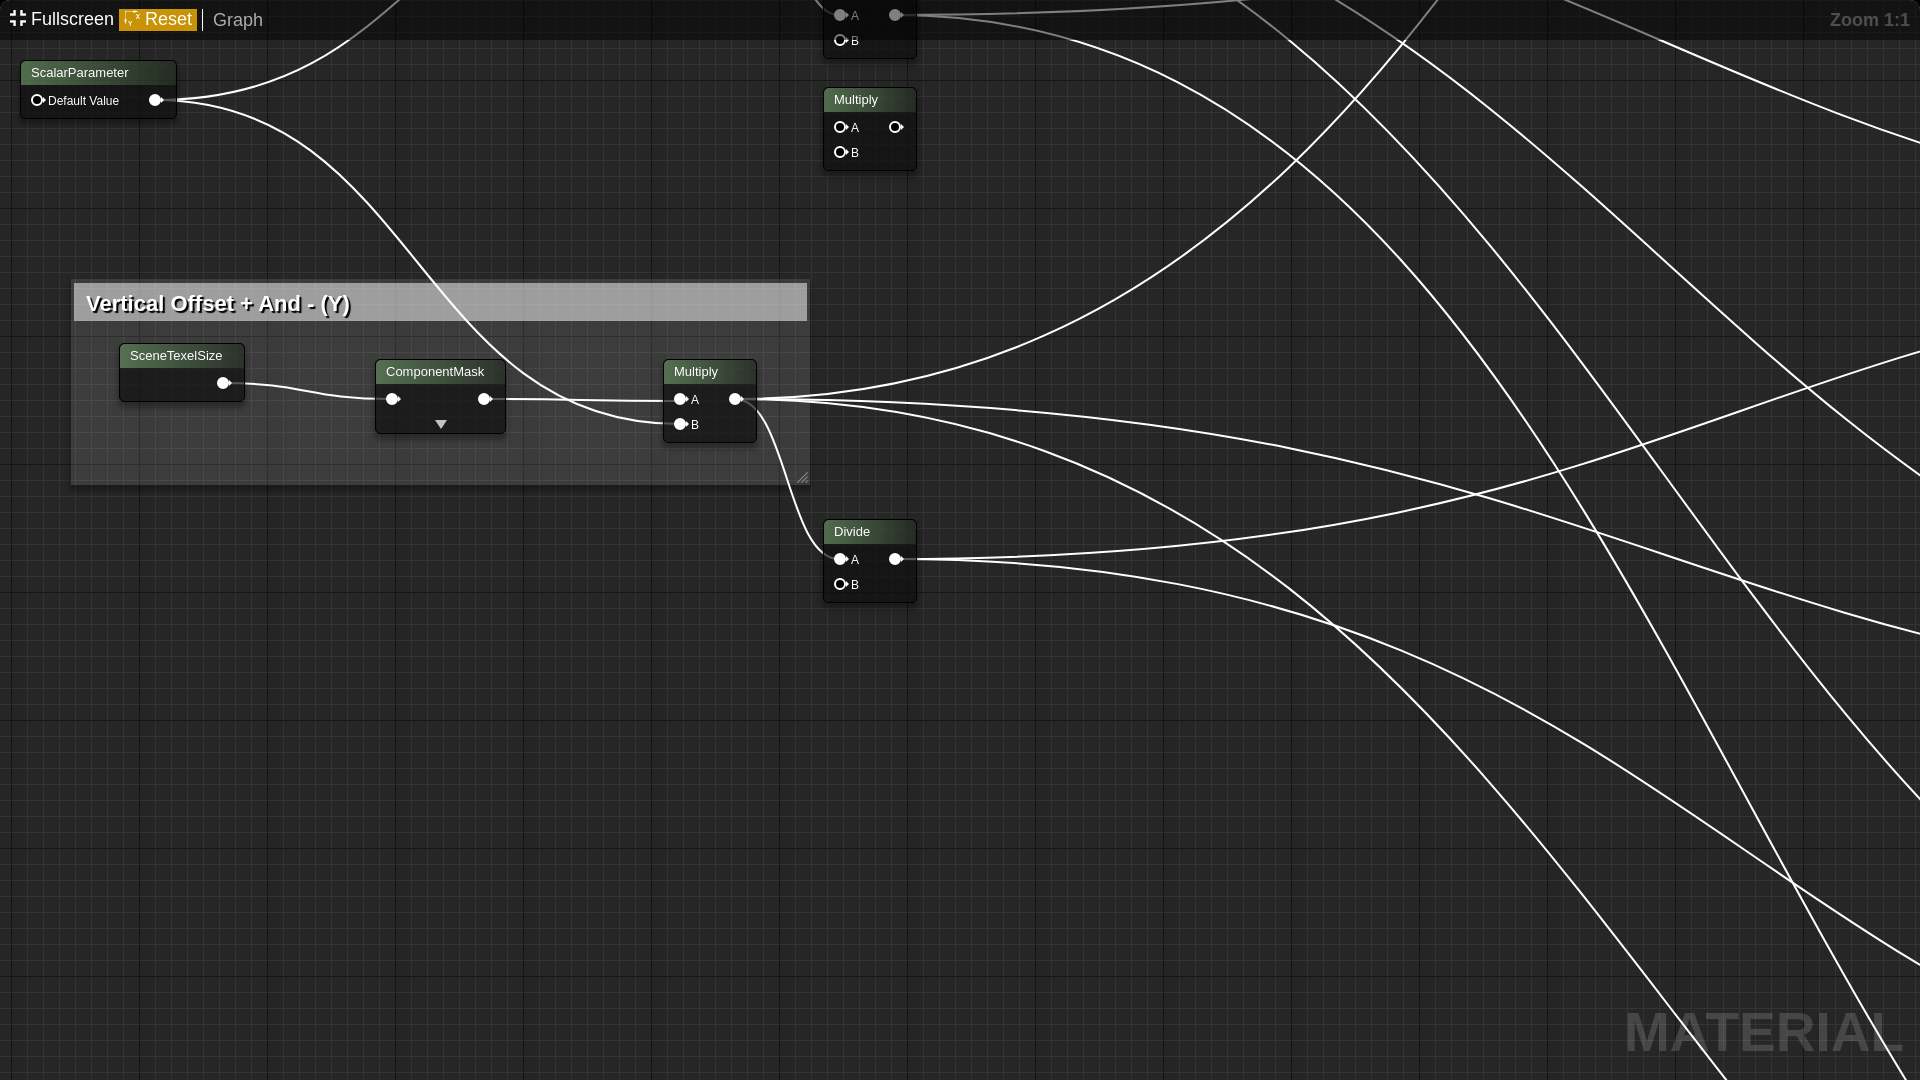 Fullscreen Reset Graph Zoom 1:1
A
B
ScalarParameter
Default Value
Multiply
A
B
Vertical Offset + And - (Y)
SceneTexelSize
ComponentMask
Multiply
A
B
Divide
A
B
MATERIAL